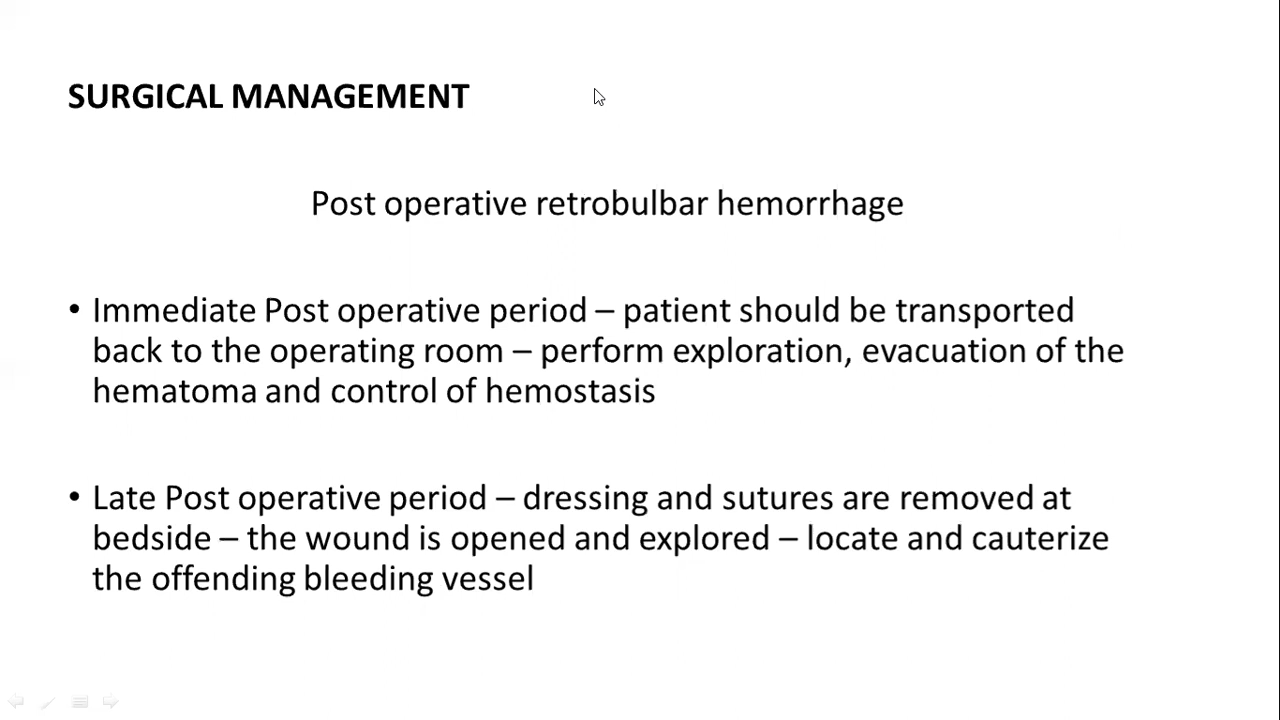 SURGICAL MANAGEMENT
Post operative retrobulbar hemorrhage
• Immediate Post operative period – patient should be transported
back to the operating room – perform exploration, evacuation of the
hematoma and control of hemostasis
• Late Post operative period – dressing and sutures are removed at
bedside – the wound is opened and explored – locate and cauterize
the offending bleeding vessel